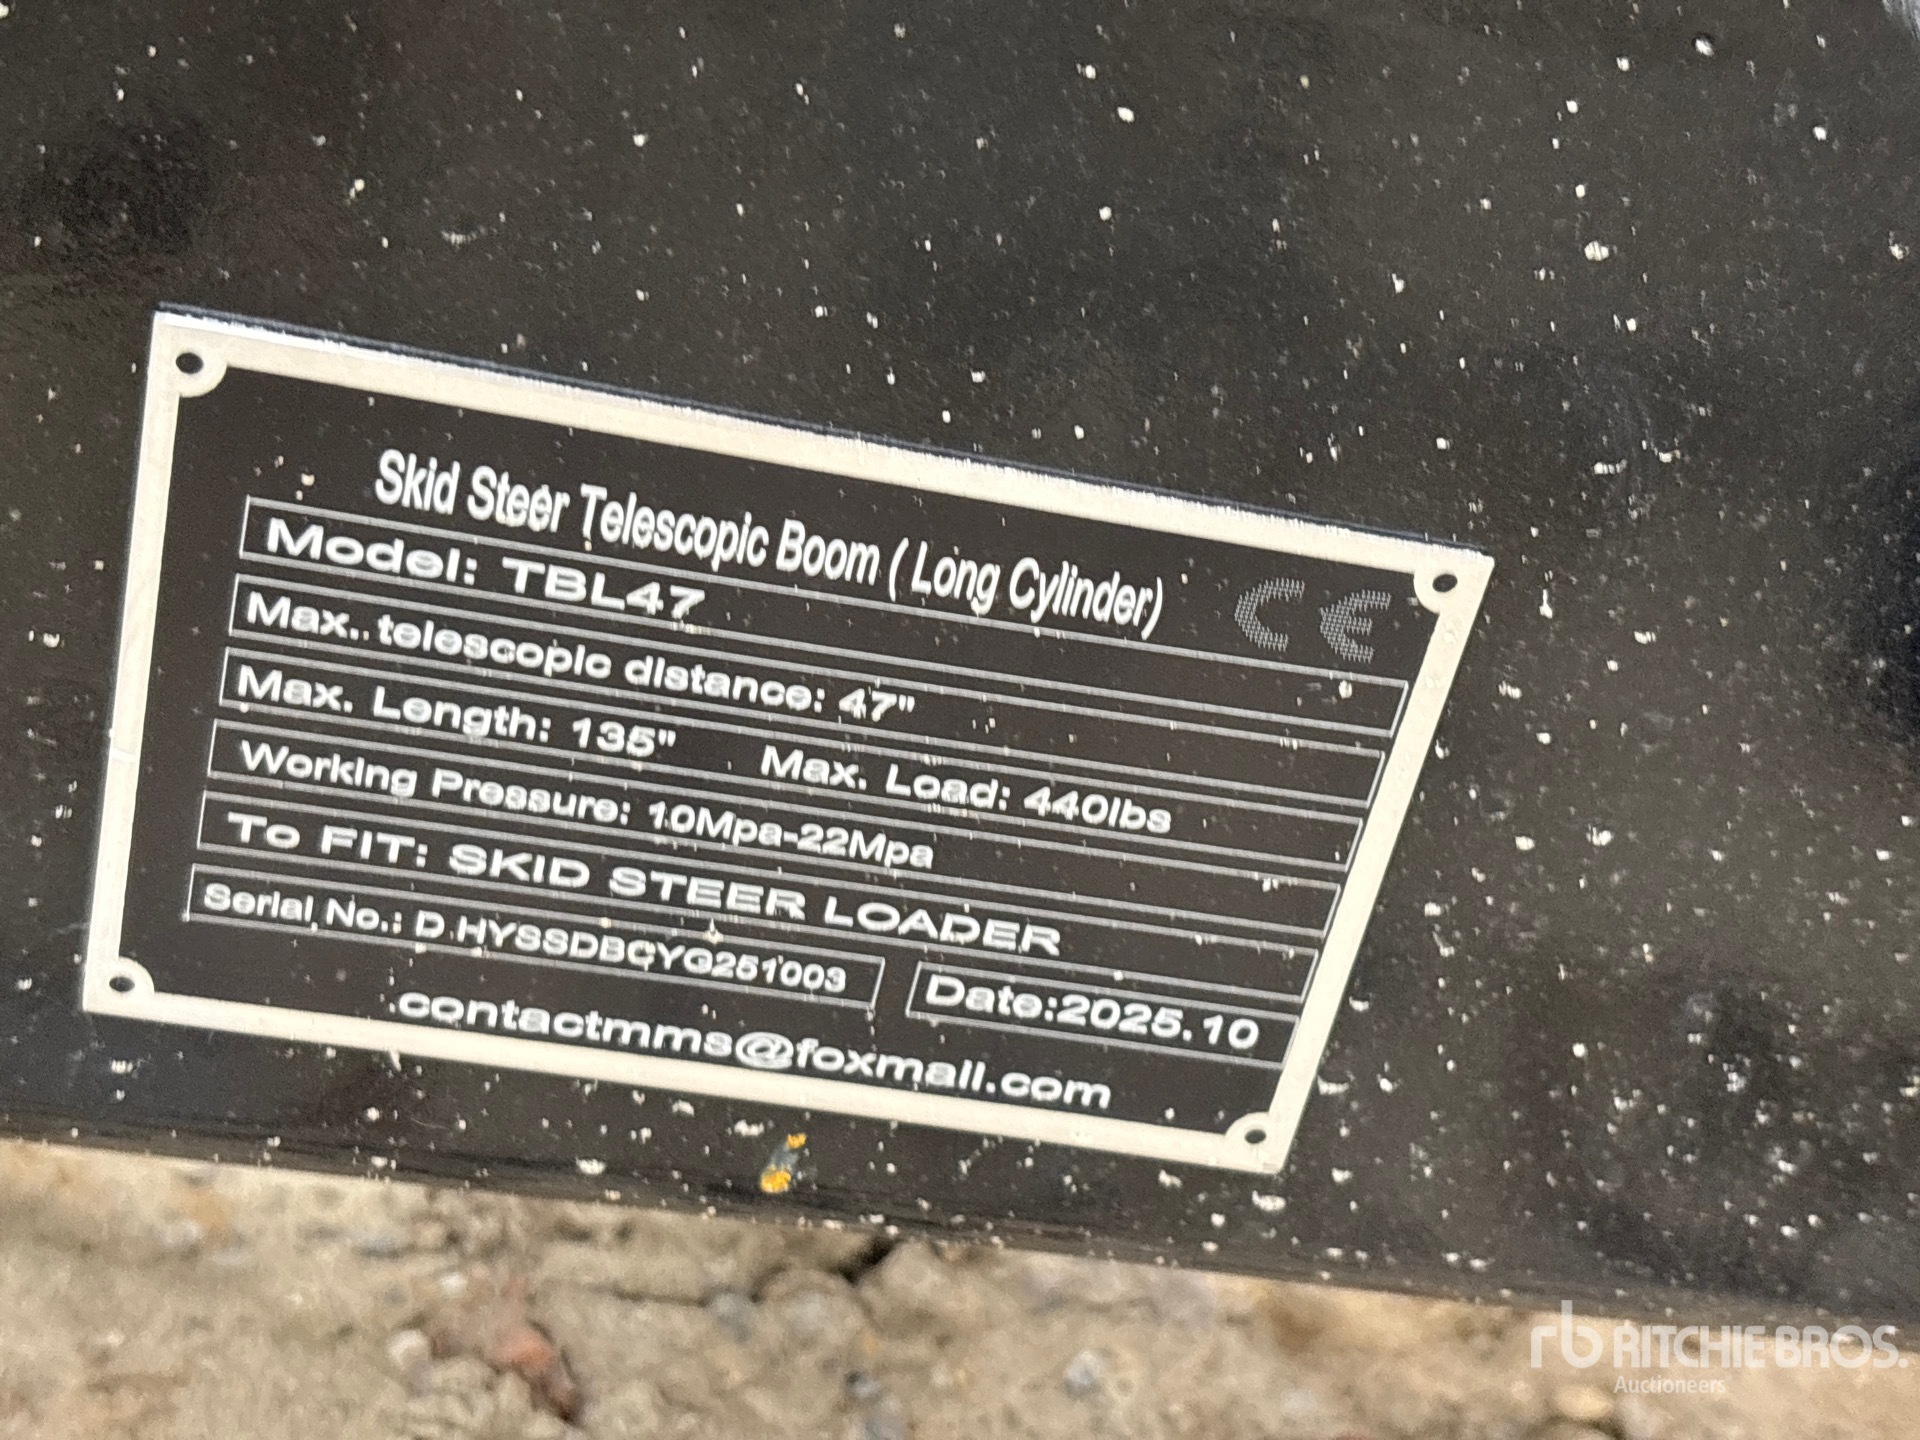 Skid Steer Telescopic Boom ( Long Cylinder) CE
Model: TBL47
Max. telescopic distance: 47"
Max. Length: 135" Max. Load: 440lbs
Working Pressure: 10Mpa-22Mpa
To FIT: SKID STEER LOADER
Serial No.: D HYSSDBCYG251003 Date:2025.10
contactmms@foxmail.com
rb RITCHIE BROS.
Auctioneers